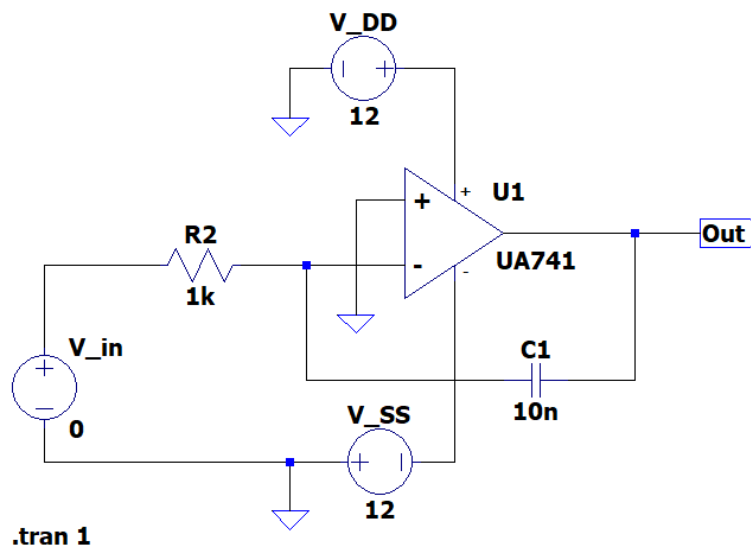 V_DD
12
+
U1
+
R2
Out
-
UA741
-
1k
V_in
C1
10n
V_SS
0
12
.tran 1